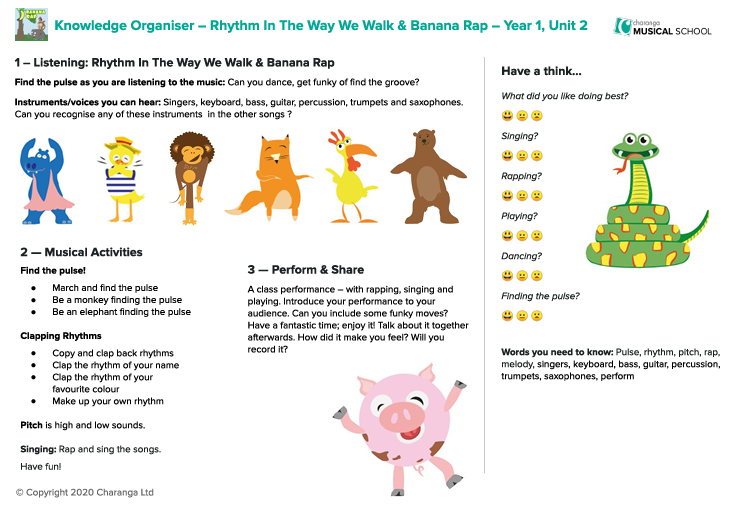 BANANA RAP
Knowledge Organiser – Rhythm In The Way We Walk & Banana Rap – Year 1, Unit 2
charanga
MUSICAL SCHOOL
1 – Listening: Rhythm In The Way We Walk & Banana Rap
Find the pulse as you are listening to the music: Can you dance, get funky of find the groove?
Instruments/voices you can hear: Singers, keyboard, bass, guitar, percussion, trumpets and saxophones.
Can you recognise any of these instruments in the other songs ?
2 — Musical Activities
Find the pulse!
● March and find the pulse
● Be a monkey finding the pulse
● Be an elephant finding the pulse
Clapping Rhythms
● Copy and clap back rhythms
● Clap the rhythm of your name
● Clap the rhythm of your
favourite colour
● Make up your own rhythm
Pitch is high and low sounds.
Singing: Rap and sing the songs.
Have fun!
3 — Perform & Share
A class performance – with rapping, singing and
playing. Introduce your performance to your
audience. Can you include some funky moves?
Have a fantastic time; enjoy it! Talk about it together
afterwards. How did it make you feel? Will you
record it?
Have a think...
What did you like doing best?
😃 😐 🙁
Singing?
😃 😐 🙁
Rapping?
😃 😐 🙁
Playing?
😃 😐 🙁
Dancing?
😃 😐 🙁
Finding the pulse?
😃 😐 🙁
Words you need to know: Pulse, rhythm, pitch, rap,
melody, singers, keyboard, bass, guitar, percussion,
trumpets, saxophones, perform
© Copyright 2020 Charanga Ltd